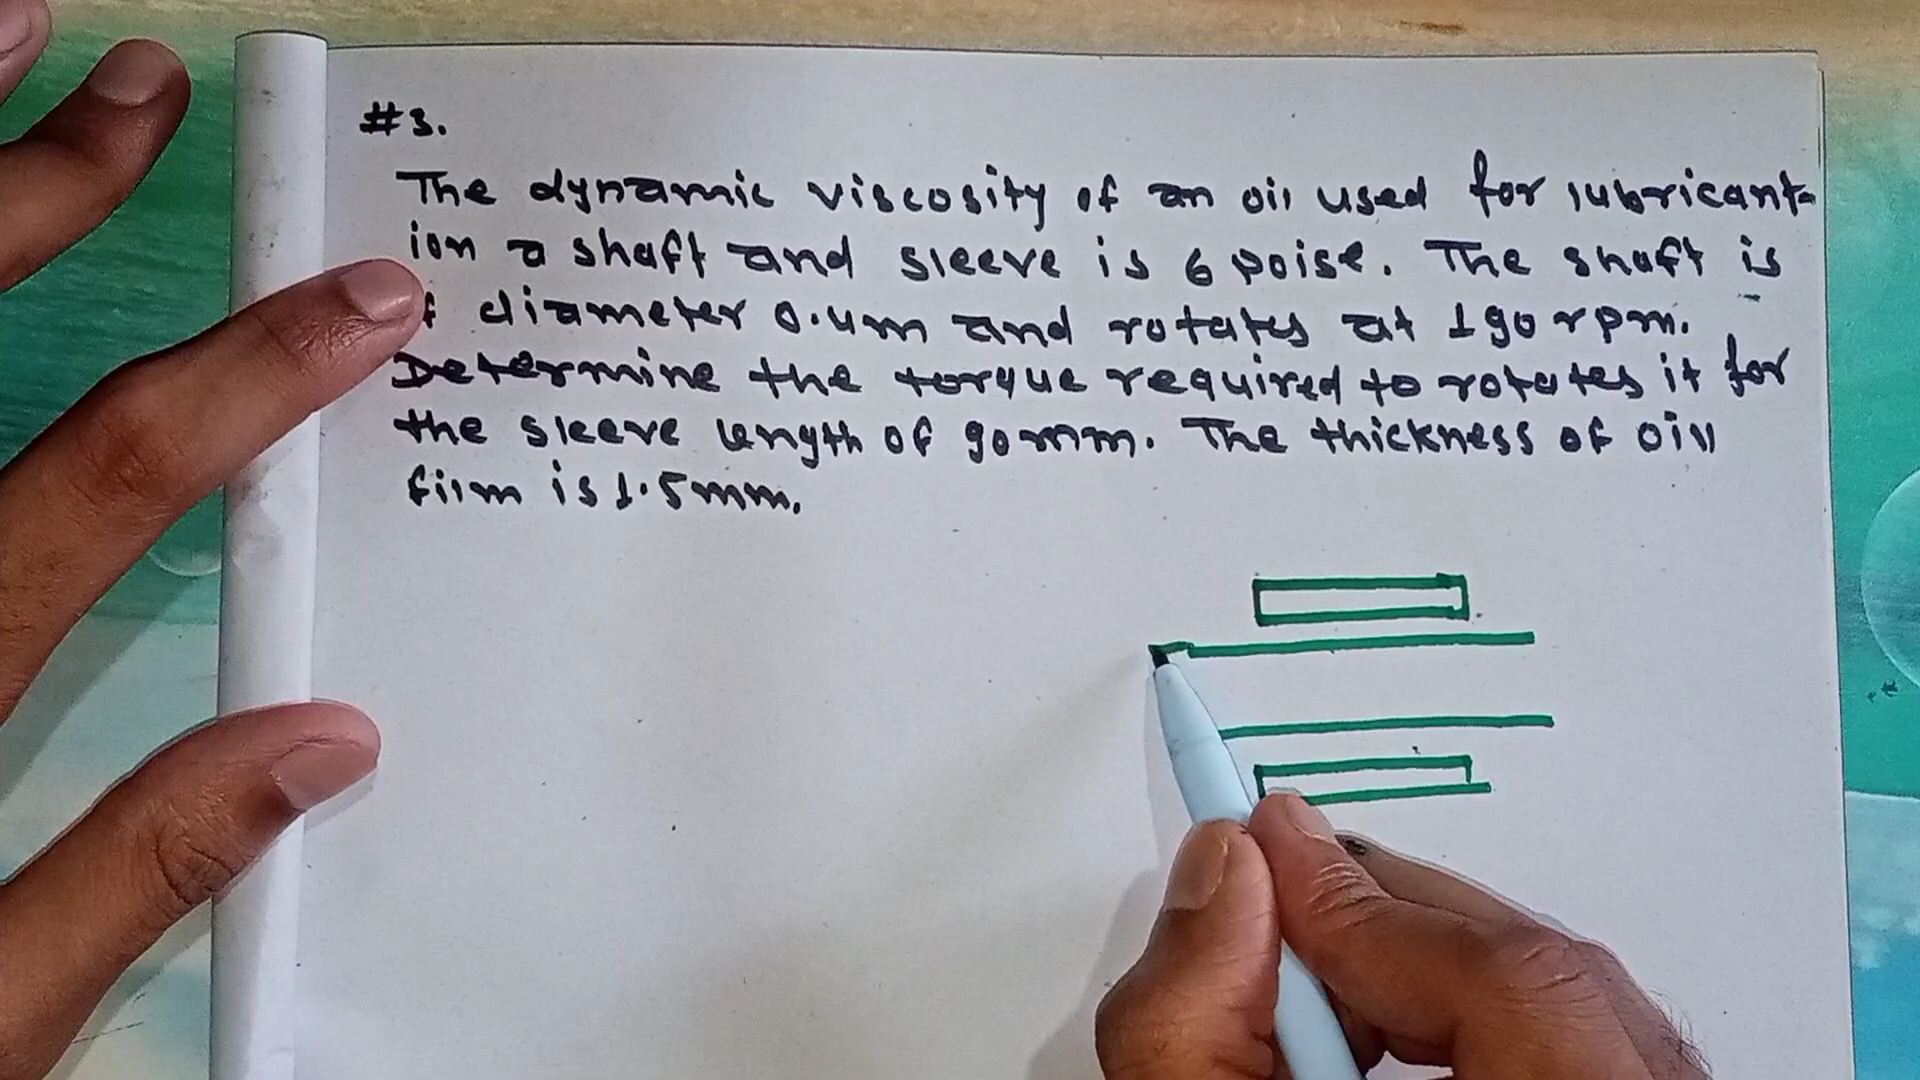 #3.
The dynamic viscosity of an oil used for lubricant-
ion a shaft and sleeve is 6 poise. The shaft is
f diameter 0.4m and rotates at 190 rpm.
Determine the torque required to rotates it for
the sleeve length of 90mm. The thickness of oil
film is 1.5mm.